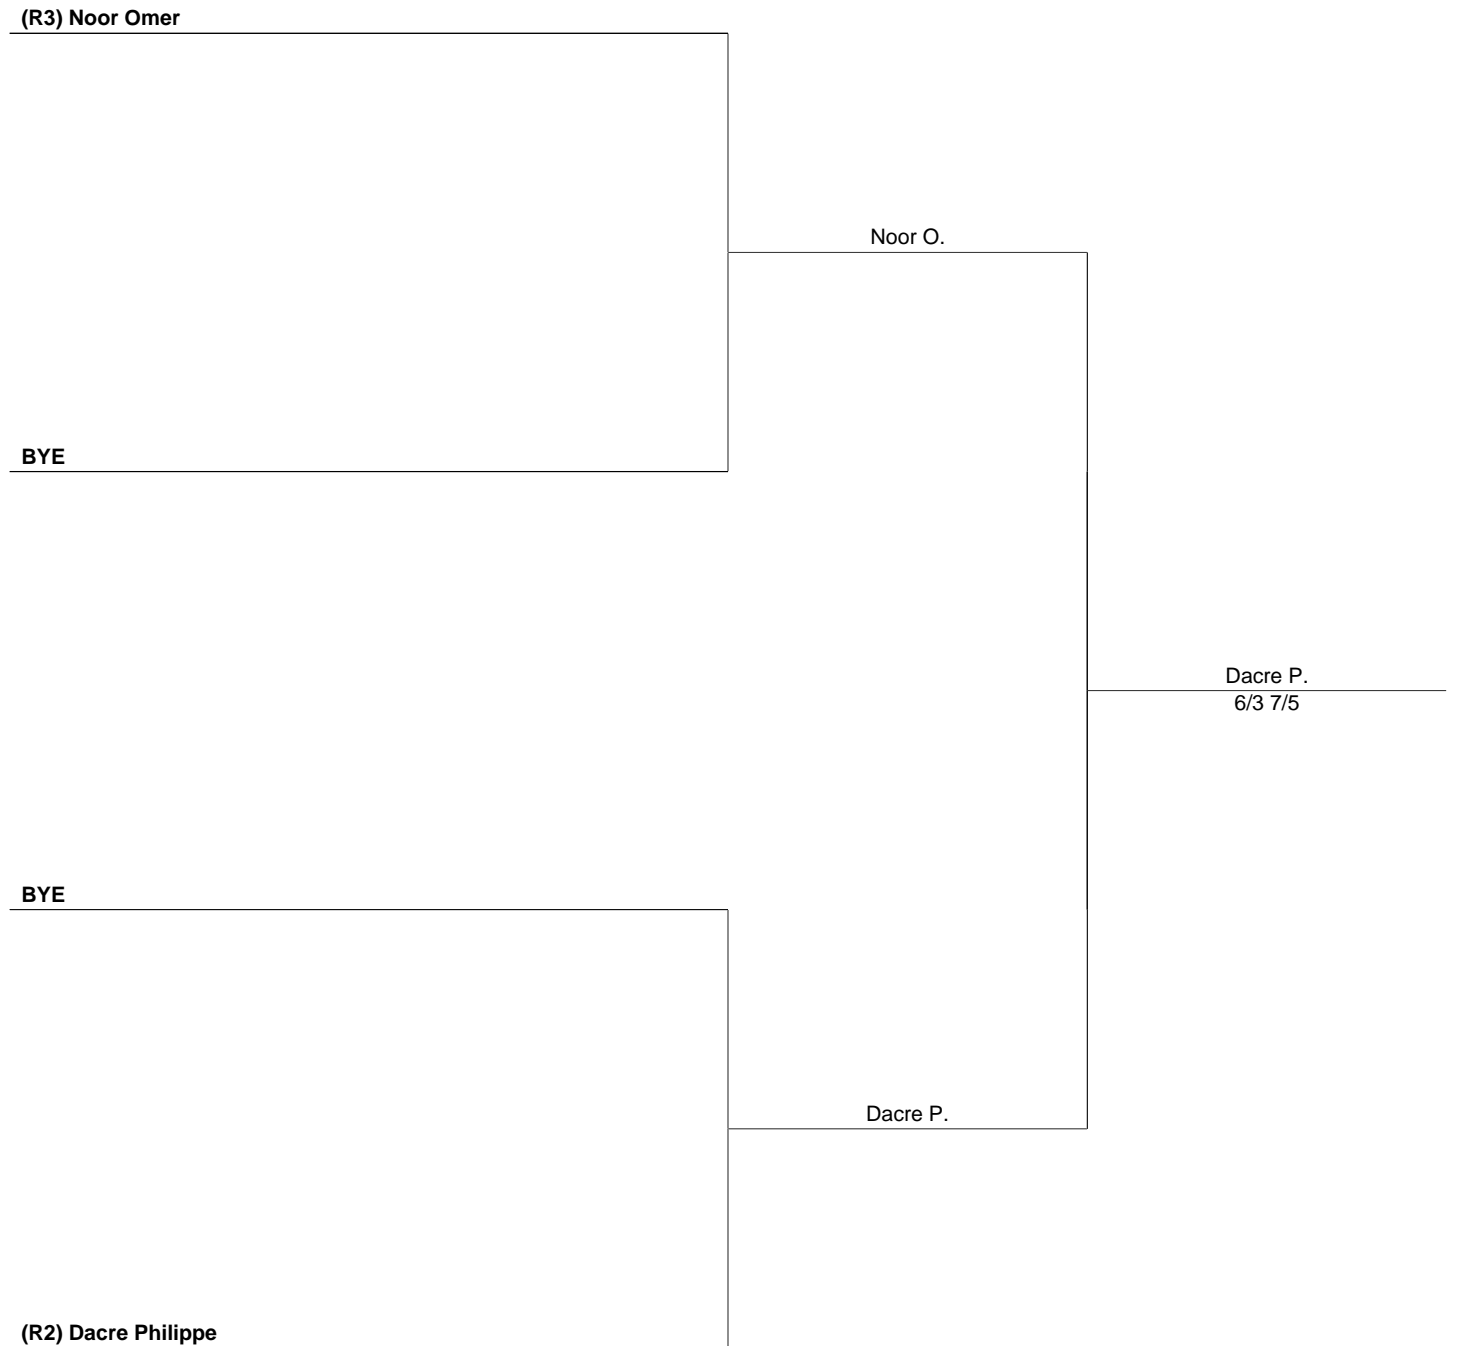 (R3) Noor Omer
Noor O.
BYE
Dacre P.
6/3 7/5
BYE
Dacre P.
(R2) Dacre Philippe